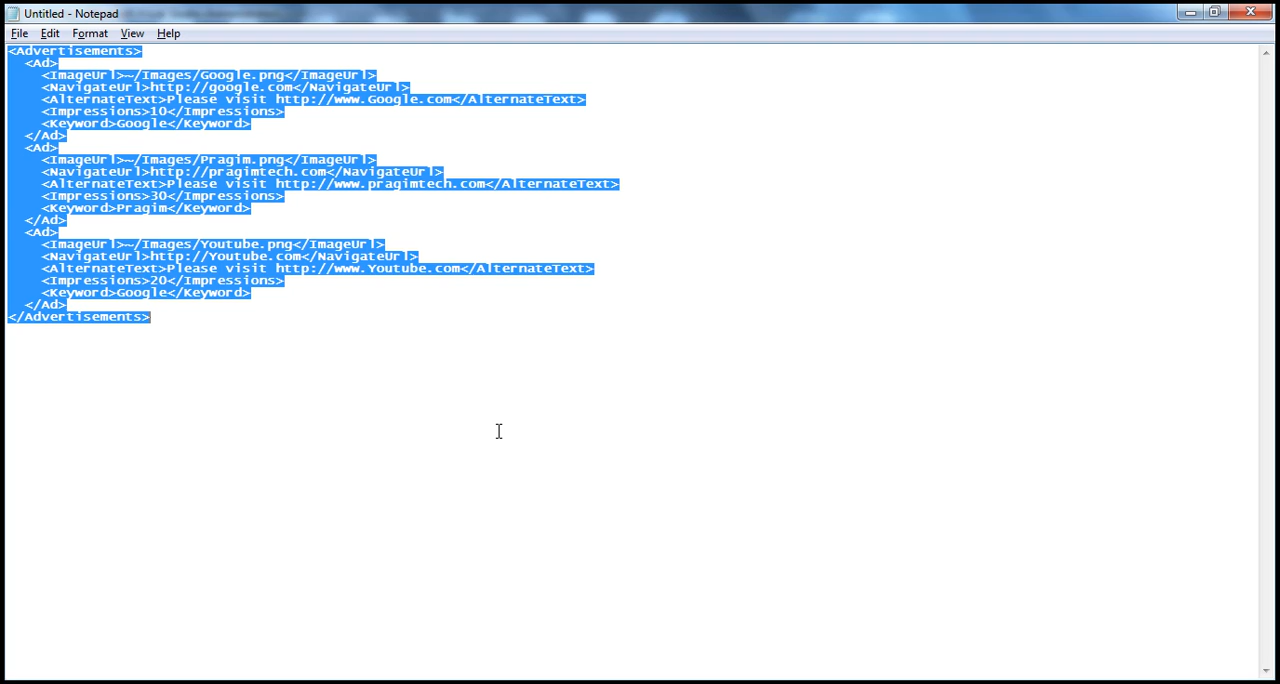 Untitled - Notepad
File Edit Format View Help
<Advertisements>
  <Ad>
    <ImageUrl>~/Images/Google.png</ImageUrl>
    <NavigateUrl>http://google.com</NavigateUrl>
    <AlternateText>Please visit http://www.Google.com</AlternateText>
    <Impressions>10</Impressions>
    <Keyword>Google</Keyword>
  </Ad>
  <Ad>
    <ImageUrl>~/Images/Pragim.png</ImageUrl>
    <NavigateUrl>http://pragimtech.com</NavigateUrl>
    <AlternateText>Please visit http://www.pragimtech.com</AlternateText>
    <Impressions>30</Impressions>
    <Keyword>Pragim</Keyword>
  </Ad>
  <Ad>
    <ImageUrl>~/Images/Youtube.png</ImageUrl>
    <NavigateUrl>http://Youtube.com</NavigateUrl>
    <AlternateText>Please visit http://www.Youtube.com</AlternateText>
    <Impressions>20</Impressions>
    <Keyword>Google</Keyword>
  </Ad>
</Advertisements>